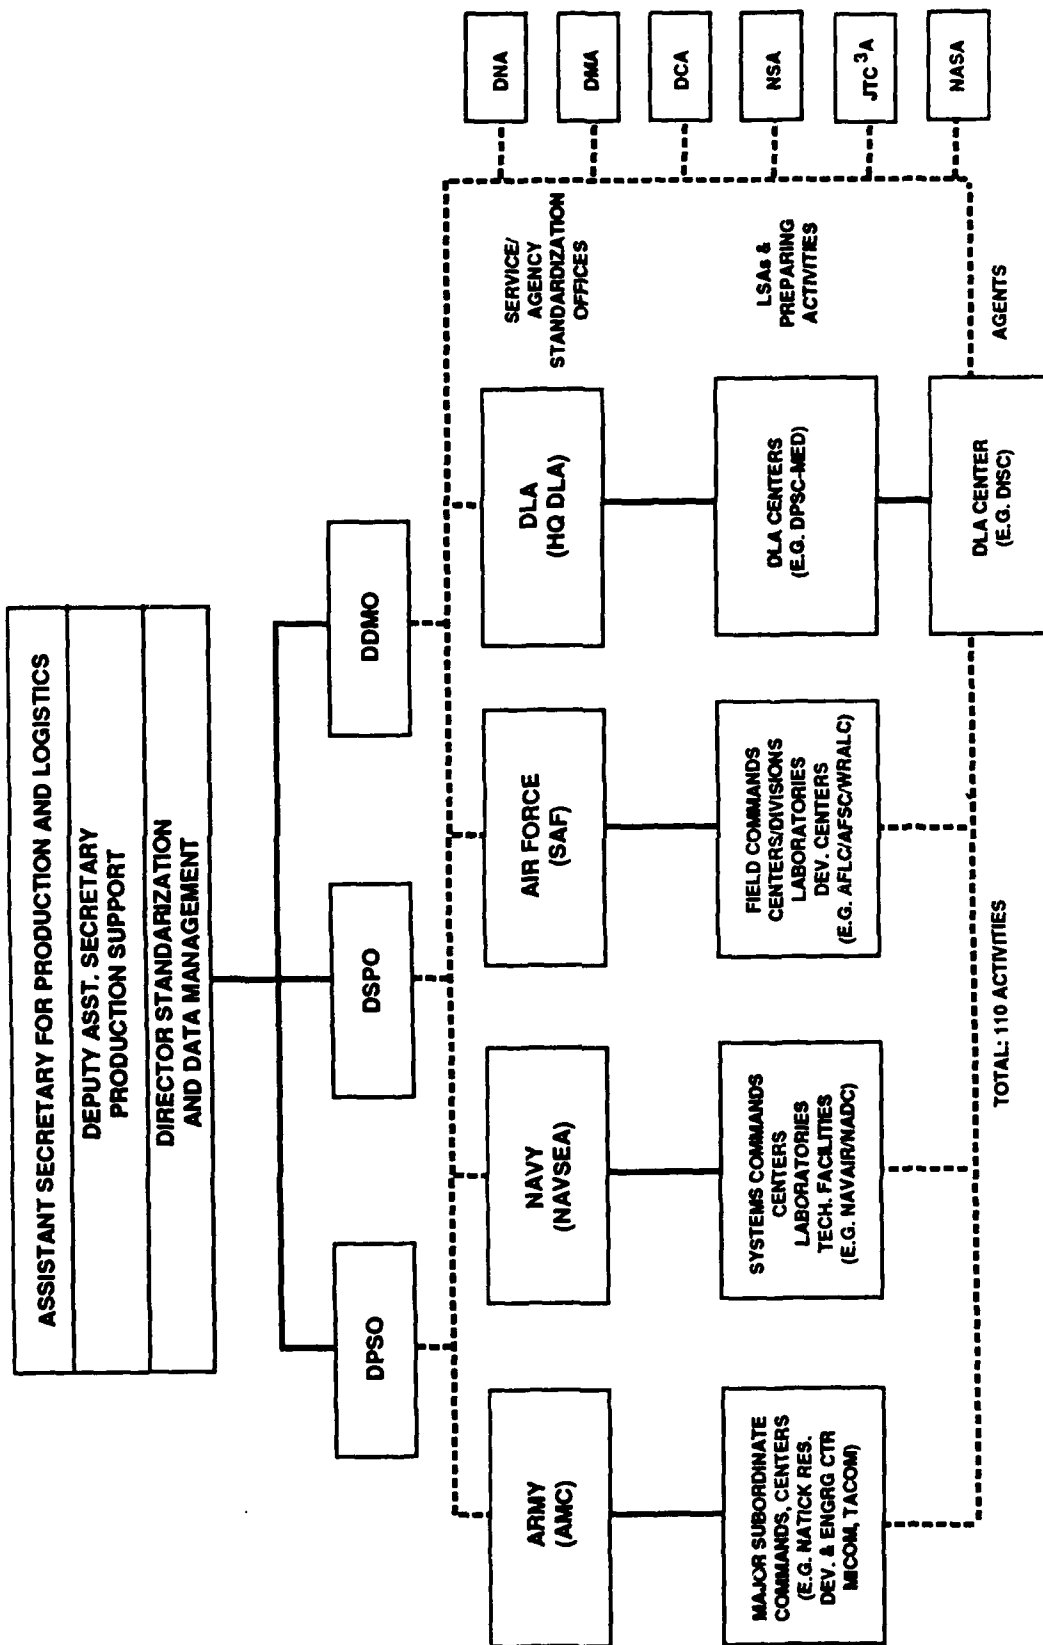 ASSISTANT SECRETARY FOR PRODUCTION AND LOGISTICS
DEPUTY ASST. SECRETARY
PRODUCTION SUPPORT
DIRECTOR STANDARIZATION
AND DATA MANAGEMENT
DPSO
DSPO
DDMO
ARMY
(AMC)
NAVY
(NAVSEA)
AIR FORCE
(SAF)
DLA
(HQ DLA)
SERVICE/
AGENCY
STANDARDIZATION
OFFICES
MAJOR SUBORDINATE
COMMANDS, CENTERS
(E.G. NATICK RES.
DEV. & ENGRG CTR
MICOM, TACOM)
SYSTEMS COMMANDS
CENTERS
LABORATORIES
TECH. FACILITIES
(E.G. NAVAIR/NADC)
FIELD COMMANDS
CENTERS/DIVISIONS
LABORATORIES
DEV. CENTERS
(E.G. AFLC/AFSC/WRALC)
DLA CENTERS
(E.G. DPSC-MED)
LSAs &
PREPARING
ACTIVITIES
DLA CENTER
(E.G. DISC)
AGENTS
TOTAL: 110 ACTIVITIES
DNA
DMA
DCA
NSA
JTC³A
NASA